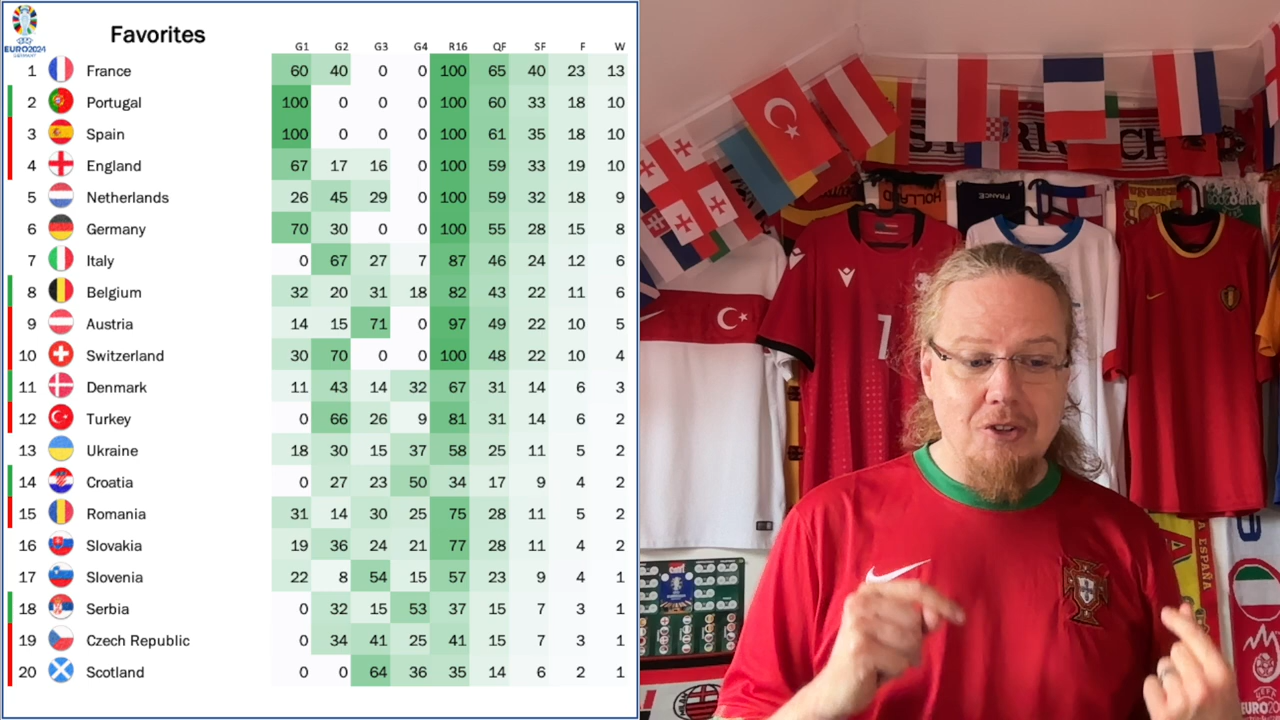 EURO2024
GERMANY
Favorites
G1 G2 G3 G4 R16 QF SF F W
1 France 60 40 0 0 100 65 40 23 13
2 Portugal 100 0 0 0 100 60 33 18 10
3 Spain 100 0 0 0 100 61 35 18 10
4 England 67 17 16 0 100 59 33 19 10
5 Netherlands 26 45 29 0 100 59 32 18 9
6 Germany 70 30 0 0 100 55 28 15 8
7 Italy 0 67 27 7 87 46 24 12 6
8 Belgium 32 20 31 18 82 43 22 11 6
9 Austria 14 15 71 0 97 49 22 10 5
10 Switzerland 30 70 0 0 100 48 22 10 4
11 Denmark 11 43 14 32 67 31 14 6 3
12 Turkey 0 66 26 9 81 31 14 6 2
13 Ukraine 18 30 15 37 58 25 11 5 2
14 Croatia 0 27 23 50 34 17 9 4 2
15 Romania 31 14 30 25 75 28 11 5 2
16 Slovakia 19 36 24 21 77 28 11 4 2
17 Slovenia 22 8 54 15 57 23 9 4 1
18 Serbia 0 32 15 53 37 15 7 3 1
19 Czech Republic 0 34 41 25 41 15 7 3 1
20 Scotland 0 0 64 36 35 14 6 2 1
HOLLAND
FRANCE
7
ESPAÑA